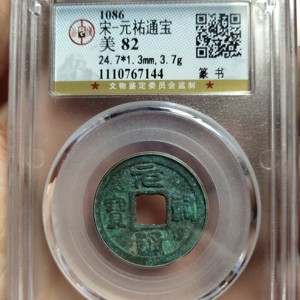 1086
宋-元祐通宝
美 82
24.7*1.3mm,3.7g
1110767144
篆 书
★ 文物鉴定委员会监制 ★
元祐通寳